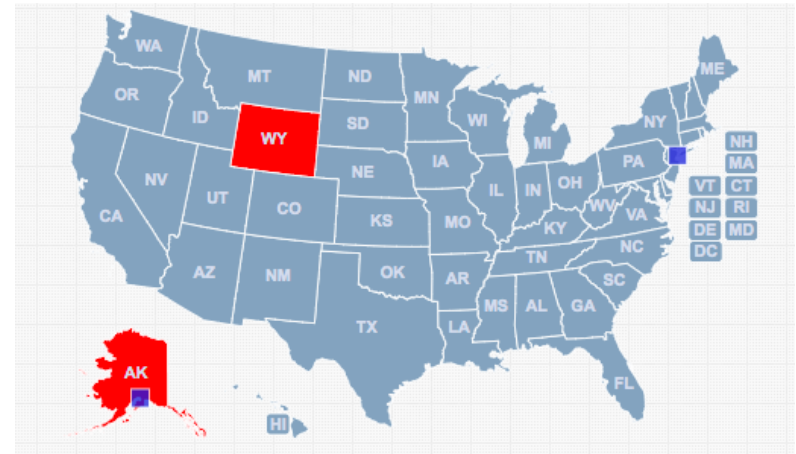 WA
ME
MT
ND
OR
MN
ID
SD
WI
NY
WY
MI
NH
IA
PA
MA
NE
NV
UT
IL
IN
OH
VT
CT
CO
WV
VA
NJ
RI
CA
KS
MO
KY
DE
MD
NC
DC
TN
AZ
NM
OK
AR
SC
MS
AL
GA
TX
LA
AK
FL
HI